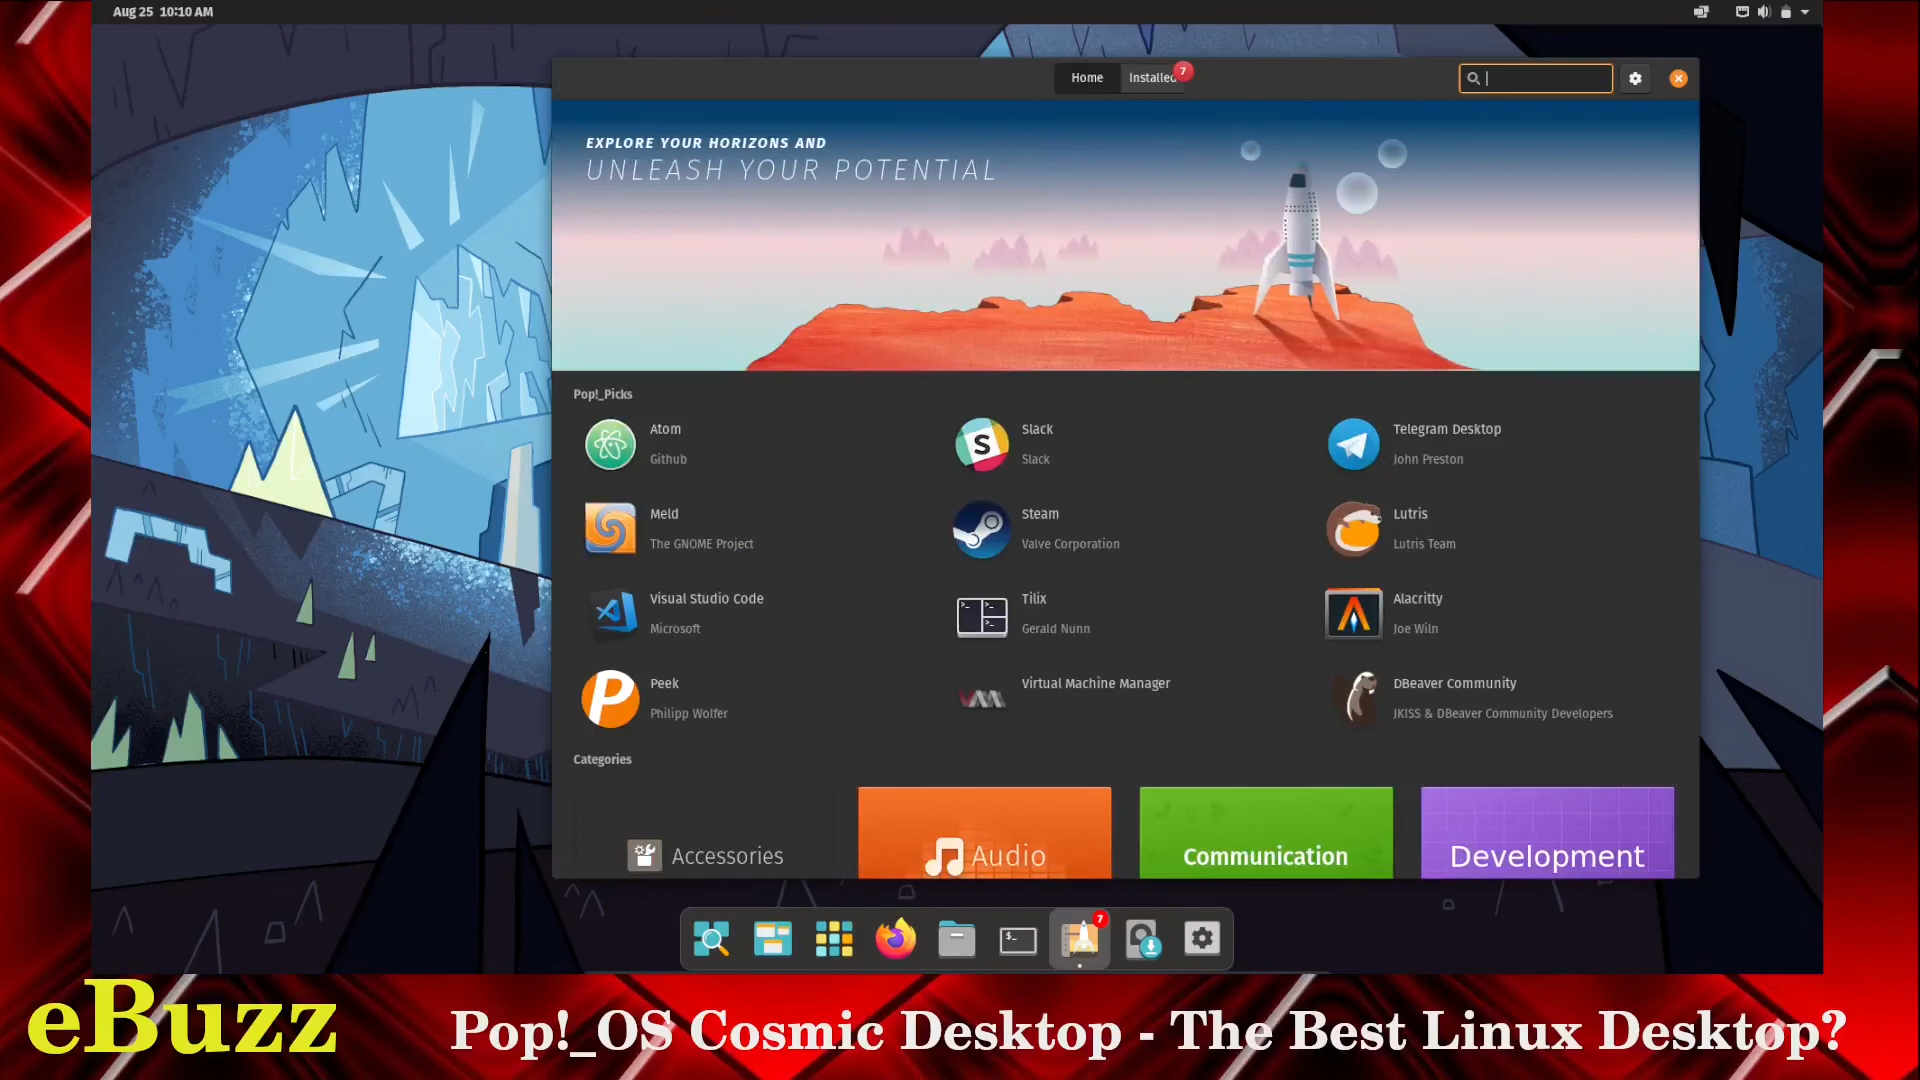 Aug 25 10:10 AM
Home
Installed
7
EXPLORE YOUR HORIZONS AND
UNLEASH YOUR POTENTIAL
Pop!_Picks
Atom
Github
Slack
Slack
Telegram Desktop
John Preston
Meld
The GNOME Project
Steam
Valve Corporation
Lutris
Lutris Team
Visual Studio Code
Microsoft
Tilix
Gerald Nunn
Alacritty
Joe Wiln
Peek
Philipp Wolfer
Virtual Machine Manager
DBeaver Community
JKISS & DBeaver Community Developers
Categories
Accessories
Audio
Communication
Development
7
eBuzz
Pop!_OS Cosmic Desktop - The Best Linux Desktop?